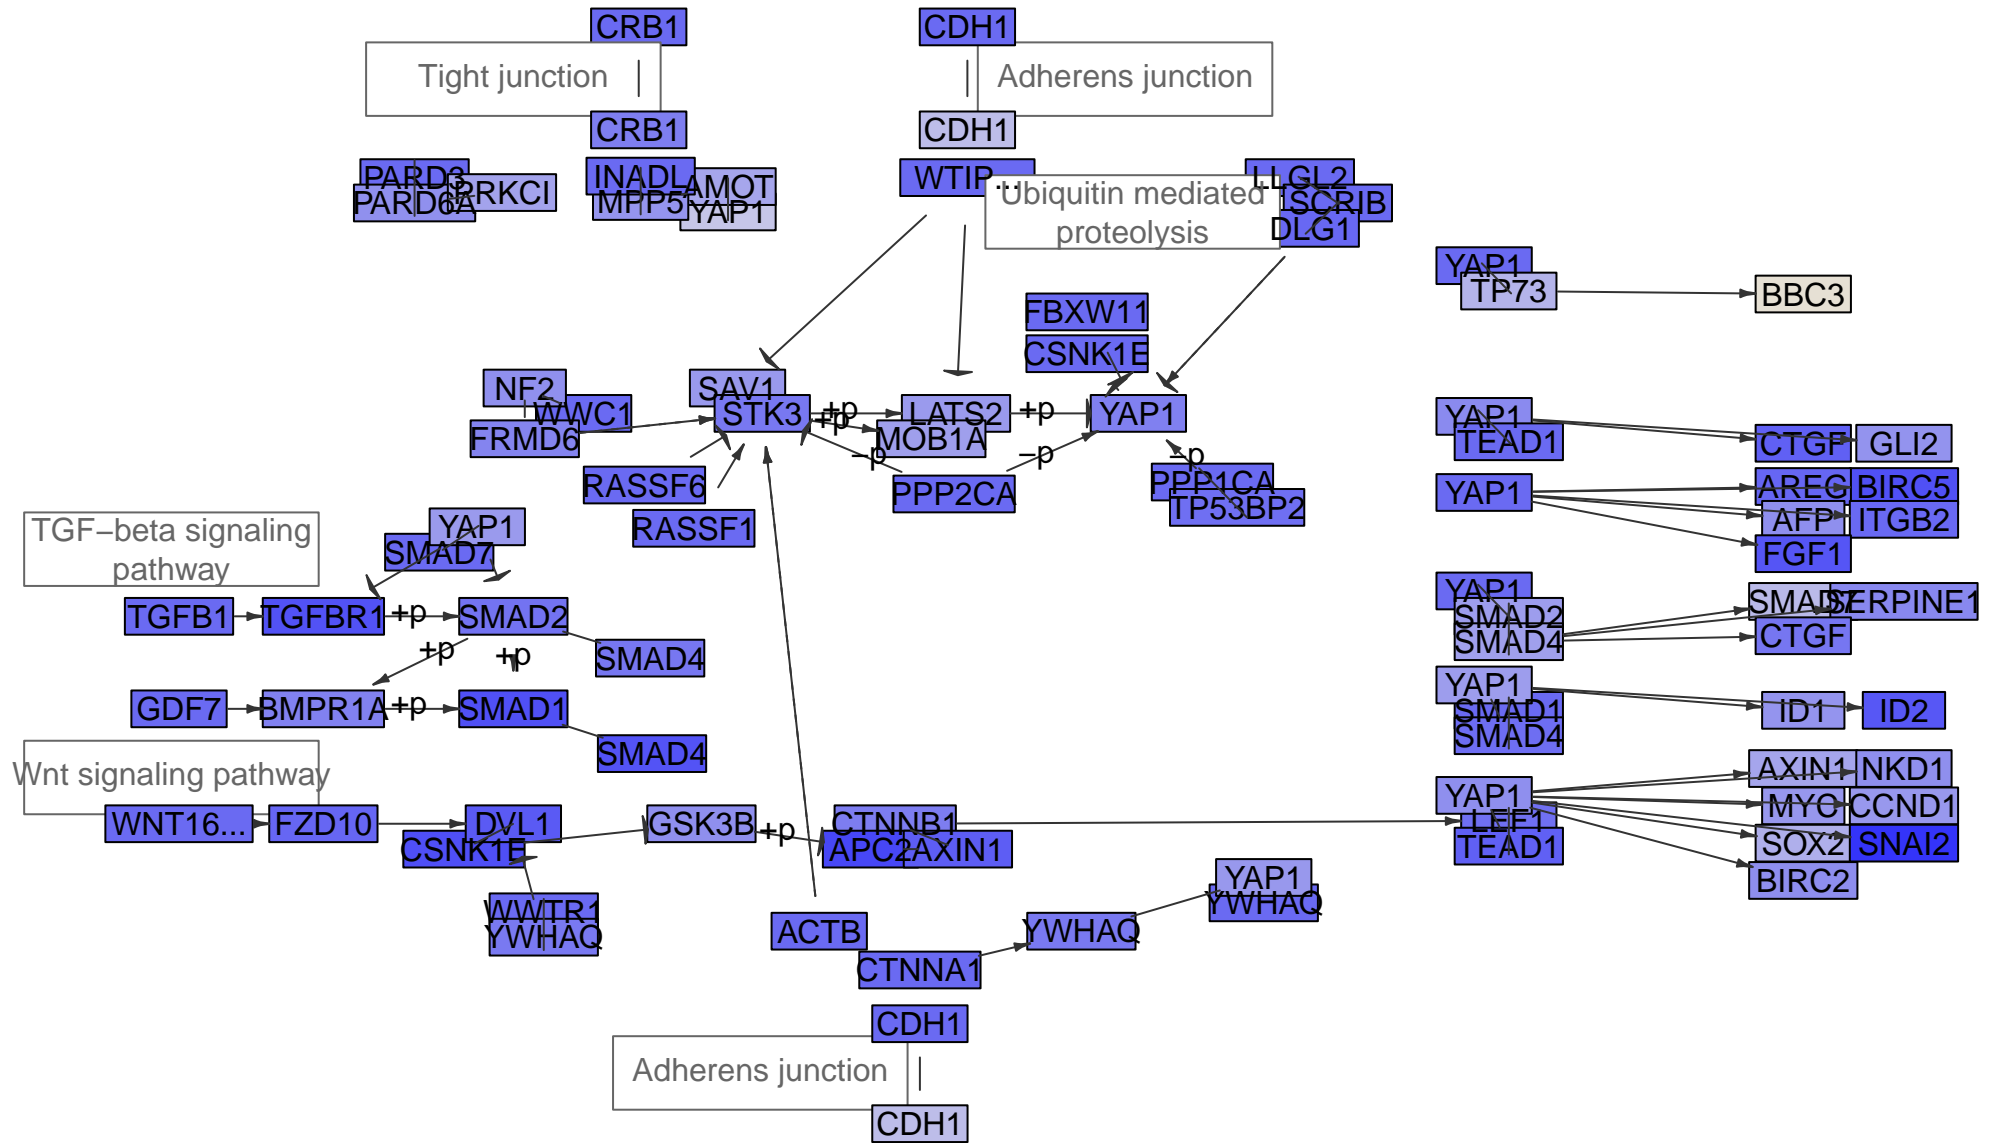 CRB1
CDH1
Tight junction
Adherens junction
CRB1
CDH1
PARD3
PARD6A
PRKCI
INADL
MPP5
AMOT
YAP1
WTIP...
Ubiquitin mediated
proteolysis
LLGL2
SCRIB
DLG1
YAP1
TP73
BBC3
FBXW11
CSNK1E
NF2
WWC1
FRMD6
SAV1
STK3
+p
+p
LATS2
MOB1A
+p
YAP1
−p
−p
−p
RASSF6
RASSF1
PPP2CA
PPP1CA
TP53BP2
YAP1
TEAD1
CTGF
GLI2
YAP1
AREG
BIRC5
AFP
ITGB2
FGF1
TGF−beta signaling
pathway
YAP1
SMAD7
TGFB1
TGFBR1
+p
SMAD2
+p
+p
SMAD4
GDF7
BMPR1A
+p
SMAD1
SMAD4
YAP1
SMAD2
SMAD4
SMAD7
SERPINE1
CTGF
YAP1
SMAD1
SMAD4
ID1
ID2
Wnt signaling pathway
WNT16...
FZD10
DVL1
CSNK1E
GSK3B
+p
CTNNB1
APC2
AXIN1
YAP1
LEF1
TEAD1
AXIN1
NKD1
MYC
CCND1
SOX2
SNAI2
BIRC2
WWTR1
YWHAQ
ACTB
CTNNA1
YWHAQ
YAP1
YWHAQ
CDH1
Adherens junction
CDH1